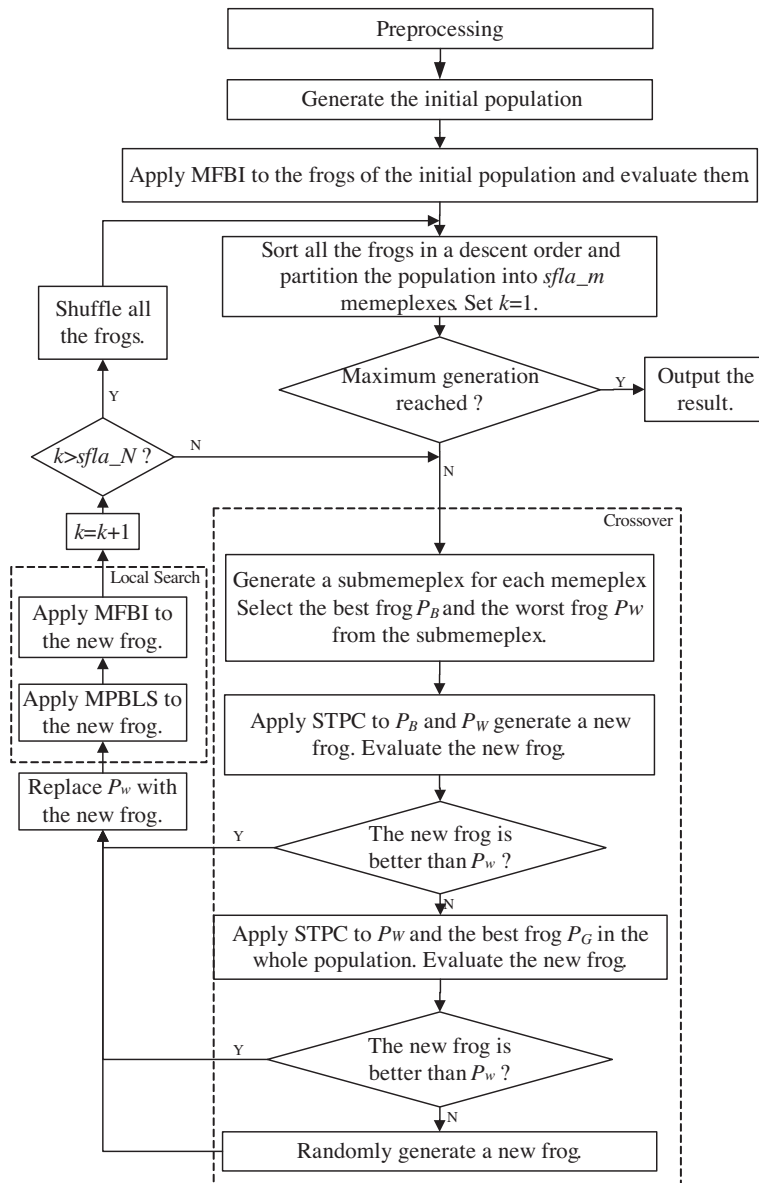 Preprocessing
Generate the initial population
Apply MFBI to the frogs of the initial population and evaluate them.
Sort all the frogs in a descent order and
partition the population into sfla_m
memeplexes. Set k=1.
Shuffle all
the frogs.
Maximum generation
reached ?
Y
Output the
result.
Y
k>sfla_N ?
N
N
k=k+1
Crossover
Local Search
Generate a submemeplex for each memeplex
Select the best frog PB and the worst frog Pw
from the submemeplex.
Apply MFBI to
the new frog.
Apply MPBLS to
the new frog.
Apply STPC to PB and PW generate a new
frog. Evaluate the new frog.
Replace Pw with
the new frog.
Y
The new frog is
better than Pw ?
N
Apply STPC to PW and the best frog PG in the
whole population. Evaluate the new frog.
Y
The new frog is
better than Pw ?
N
Randomly generate a new frog.